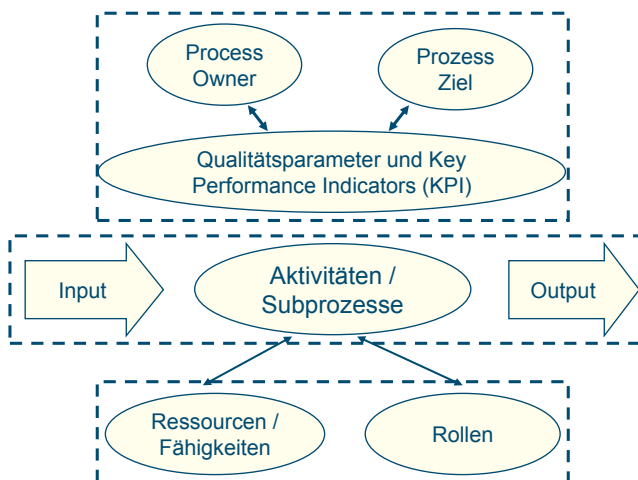 Process
Owner
Prozess
Ziel
Qualitätsparameter und Key
Performance Indicators (KPI)
Input
Aktivitäten /
Subprozesse
Output
Ressourcen /
Fähigkeiten
Rollen